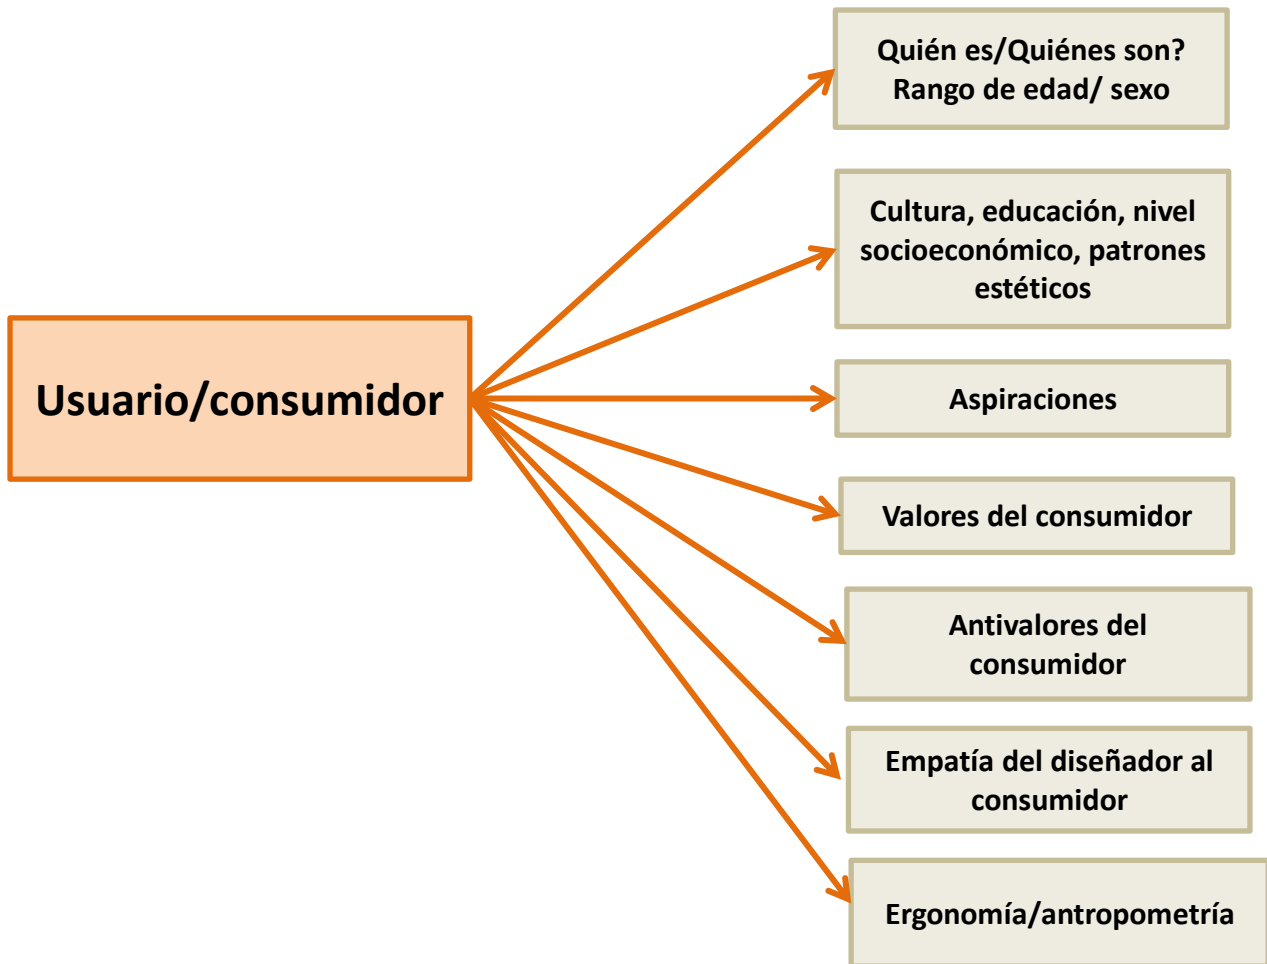 Quién es/Quiénes son?
Rango de edad/ sexo
Cultura, educación, nivel
socioeconómico, patrones
estéticos
Usuario/consumidor
Aspiraciones
Valores del consumidor
Antivalores del
consumidor
Empatía del diseñador al
consumidor
Ergonomía/antropometría